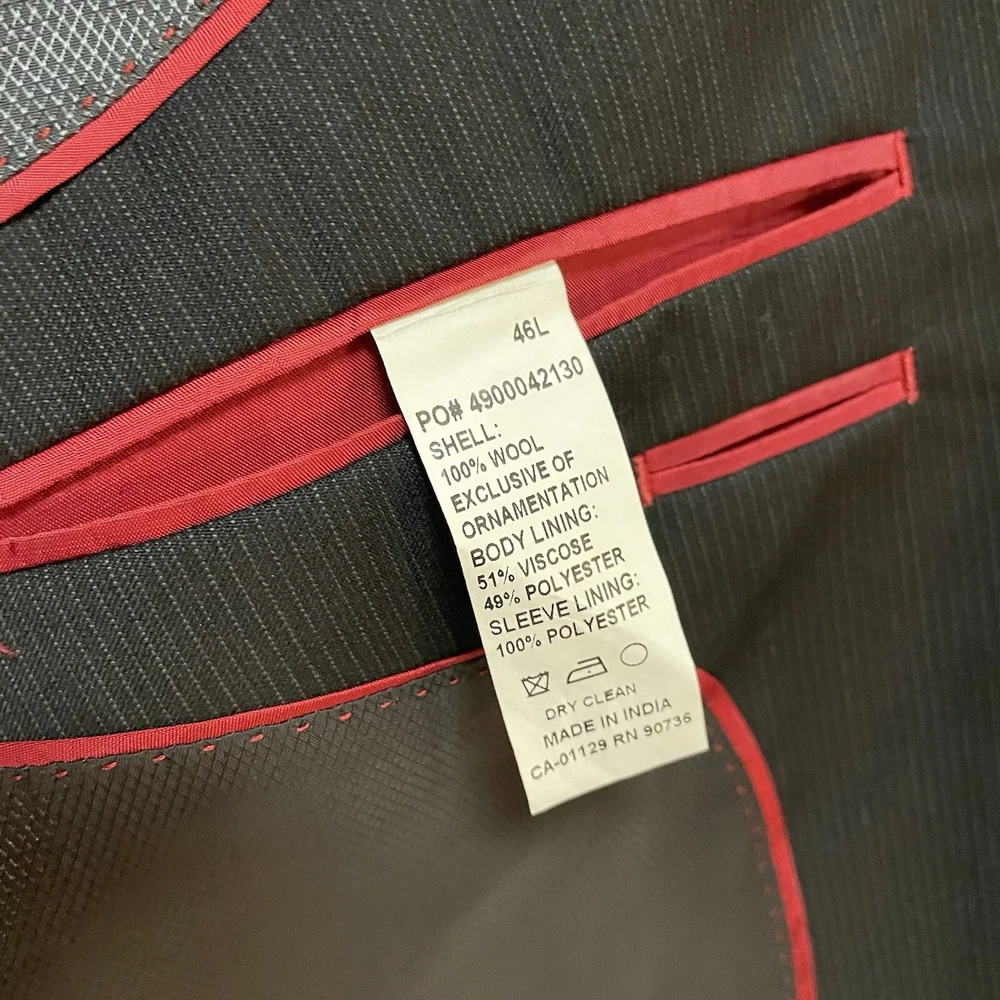 46L
PO# 4900042130
SHELL:
100% WOOL
EXCLUSIVE OF
ORNAMENTATION
BODY LINING:
51% VISCOSE
49% POLYESTER
SLEEVE LINING:
100% POLYESTER
DRY CLEAN
MADE IN INDIA
CA-01129 RN 90736